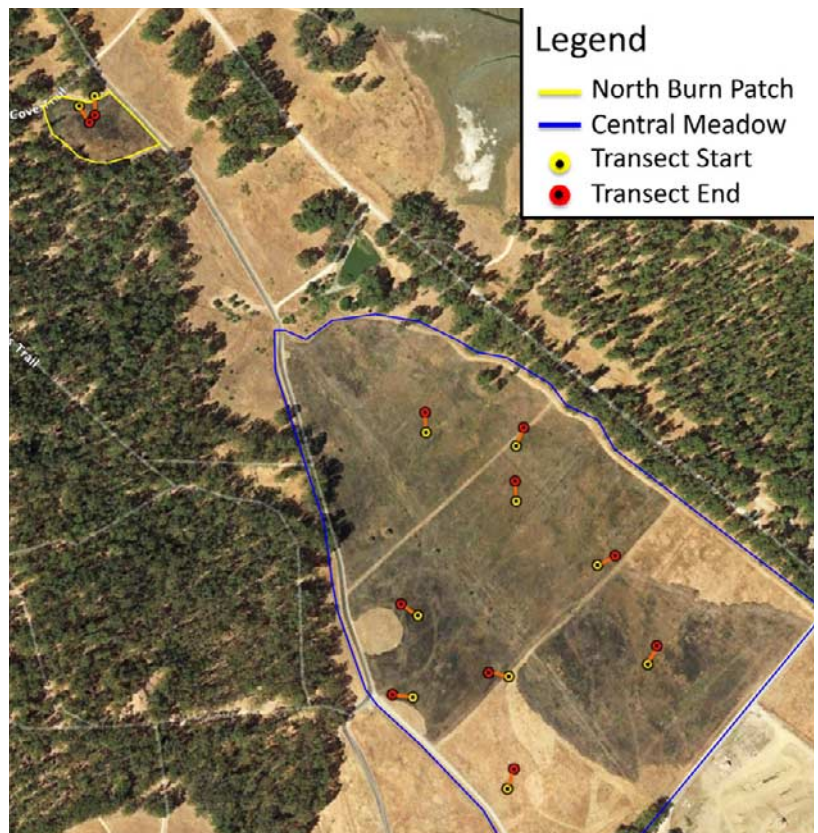 Legend
North Burn Patch
Central Meadow
Transect Start
Transect End
Cove Trail
Trail